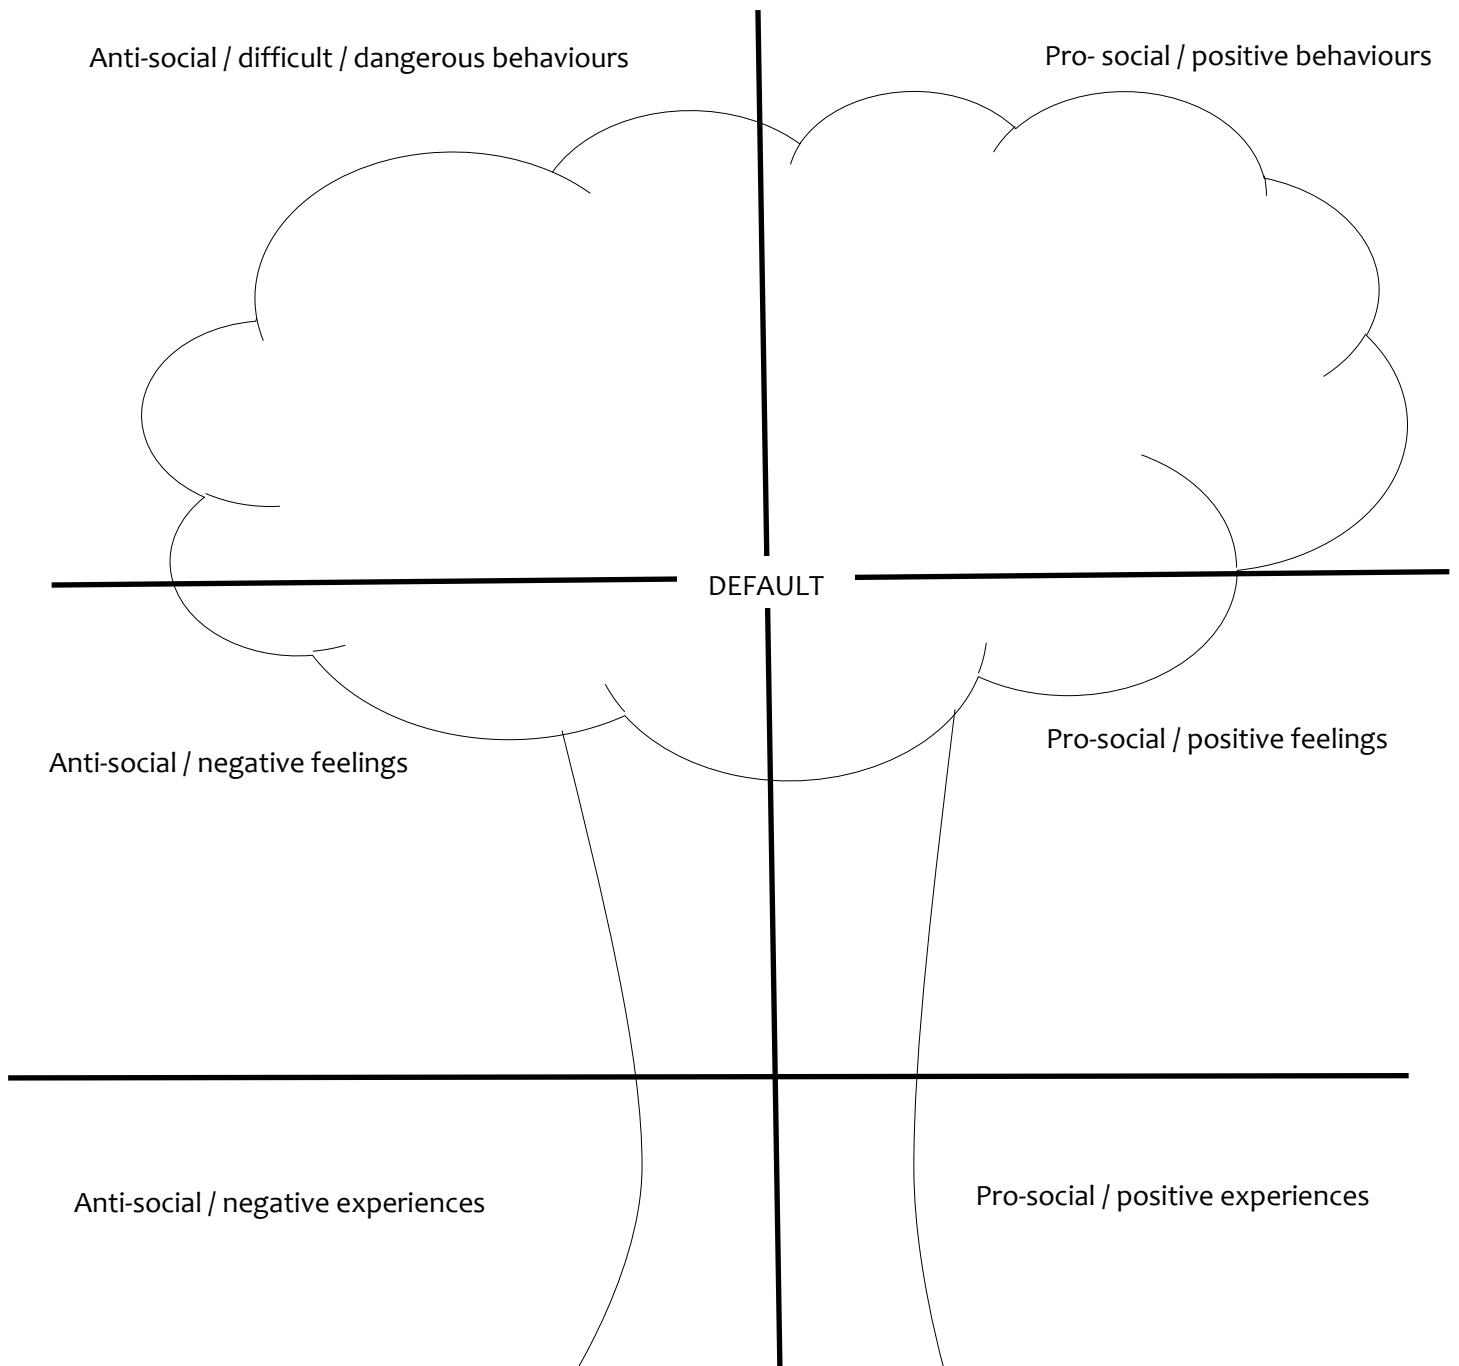 Anti-social / difficult / dangerous behaviours
Pro- social / positive behaviours
DEFAULT
Anti-social / negative feelings
Pro-social / positive feelings
Anti-social / negative experiences
Pro-social / positive experiences